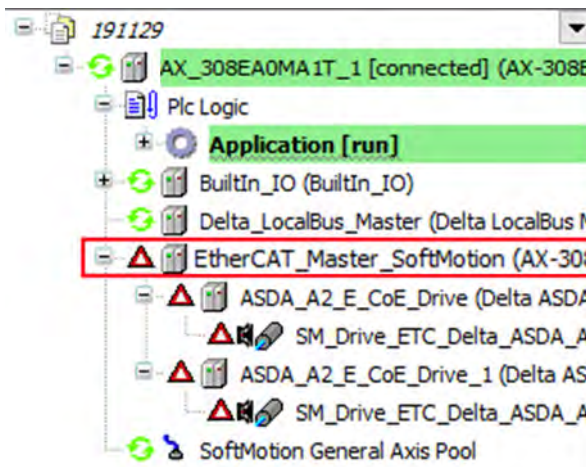 191129
AX_308EA0MA1T_1 [connected] (AX-308E
Plc Logic
Application [run]
BuiltIn_IO (BuiltIn_IO)
Delta_LocalBus_Master (Delta LocalBus M
EtherCAT_Master_SoftMotion (AX-308
ASDA_A2_E_CoE_Drive (Delta ASDA
SM_Drive_ETC_Delta_ASDA_A
ASDA_A2_E_CoE_Drive_1 (Delta AS
SM_Drive_ETC_Delta_ASDA_A
SoftMotion General Axis Pool